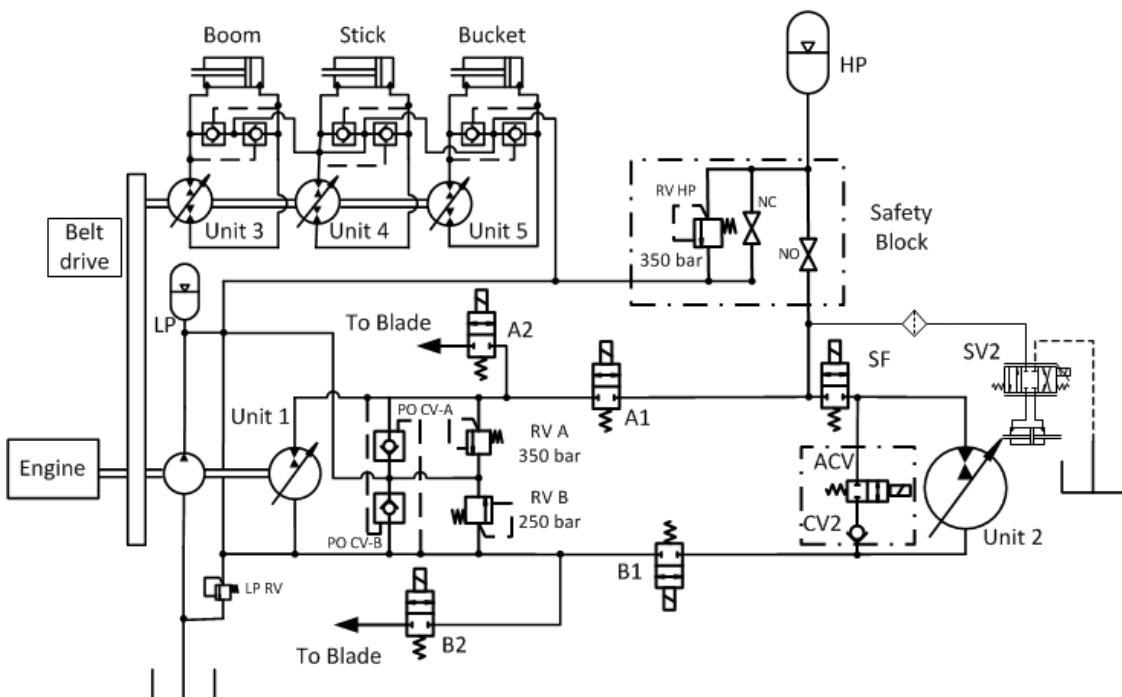 Boom
Stick
Bucket
HP
RV HP
NC
Safety
Block
350 bar
NO
Unit 3
Unit 4
Unit 5
Belt
drive
LP
To Blade
A2
SF
SV2
A1
Unit 1
PO CV-A
RV A
350 bar
Engine
ACV
RV B
250 bar
CV2
PO CV-B
Unit 2
B1
LP RV
B2
To Blade